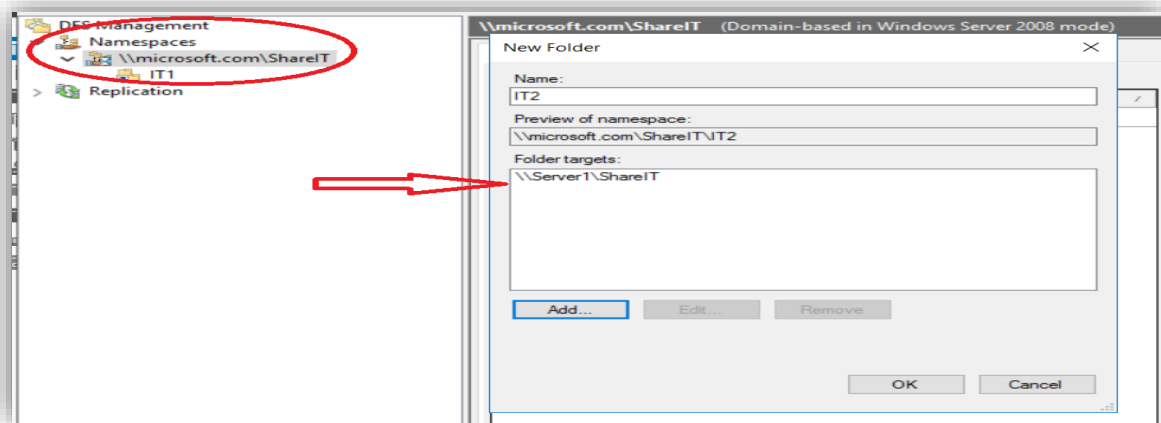 DFS Management
Namespaces
\\microsoft.com\ShareIT
IT1
Replication
\\microsoft.com\ShareIT (Domain-based in Windows Server 2008 mode)
New Folder
Name:
IT2
Preview of namespace:
\\microsoft.com\ShareIT\IT2
Folder targets:
\\Server1\ShareIT
Add... Edit... Remove
OK Cancel